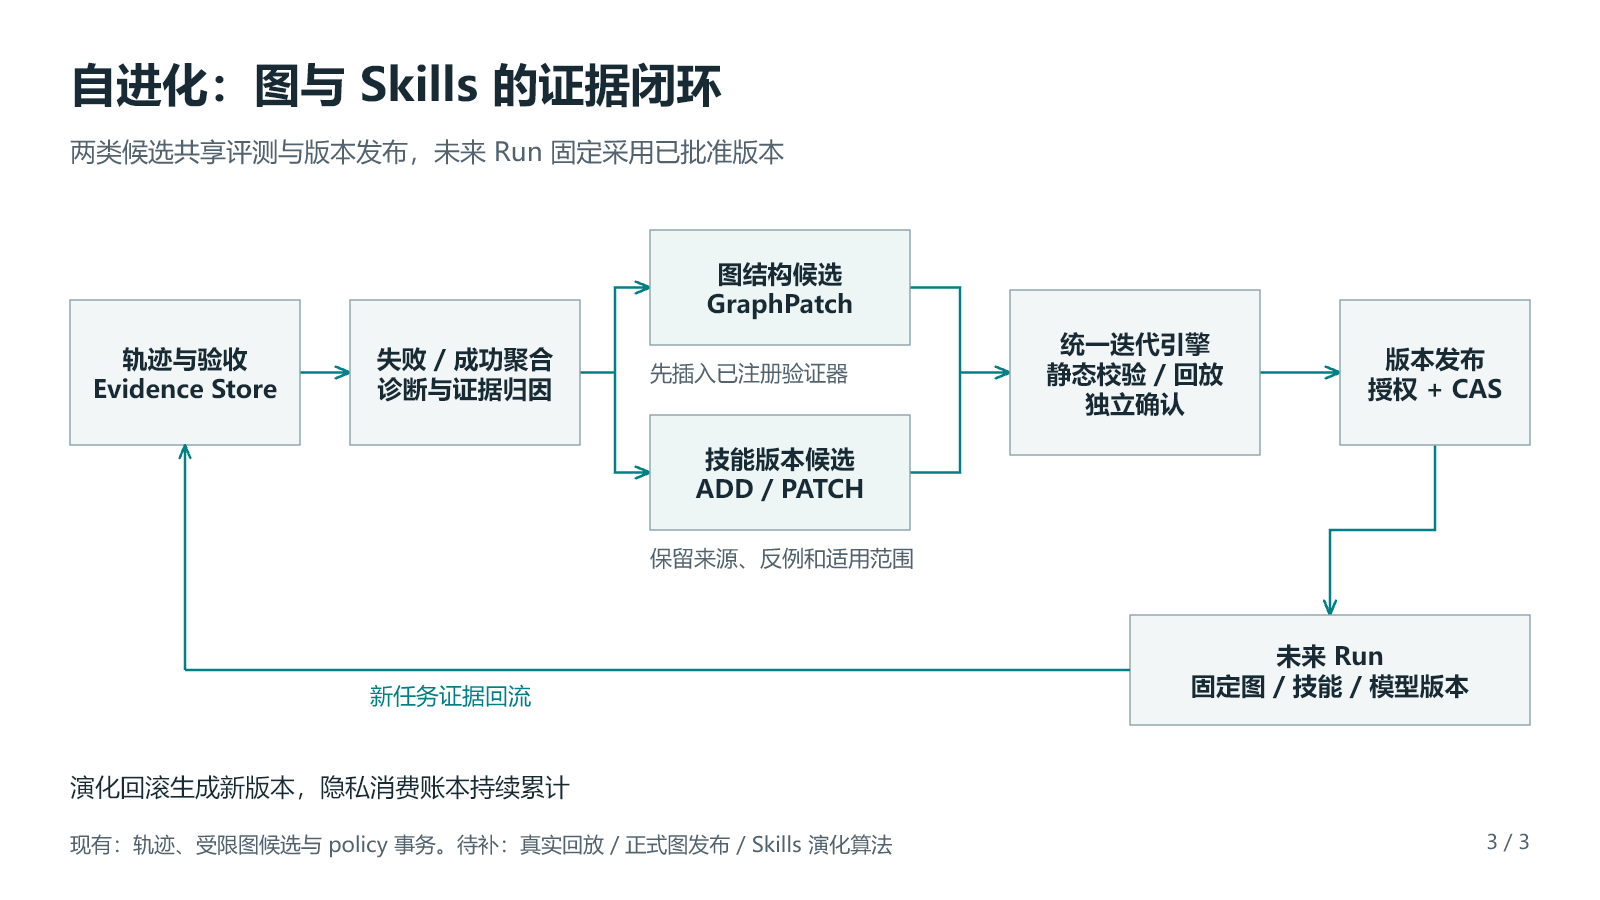 自进化：图与 Skills 的证据闭环
两类候选共享评测与版本发布，未来 Run 固定采用已批准版本
轨迹与验收
Evidence Store
失败 / 成功聚合
诊断与证据归因
图结构候选
GraphPatch
先插入已注册验证器
技能版本候选
ADD / PATCH
保留来源、反例和适用范围
统一迭代引擎
静态校验 / 回放
独立确认
版本发布
授权 + CAS
未来 Run
固定图 / 技能 / 模型版本
新任务证据回流
演化回滚生成新版本，隐私消费账本持续累计
现有：轨迹、受限图候选与 policy 事务。待补：真实回放 / 正式图发布 / Skills 演化算法
3 / 3